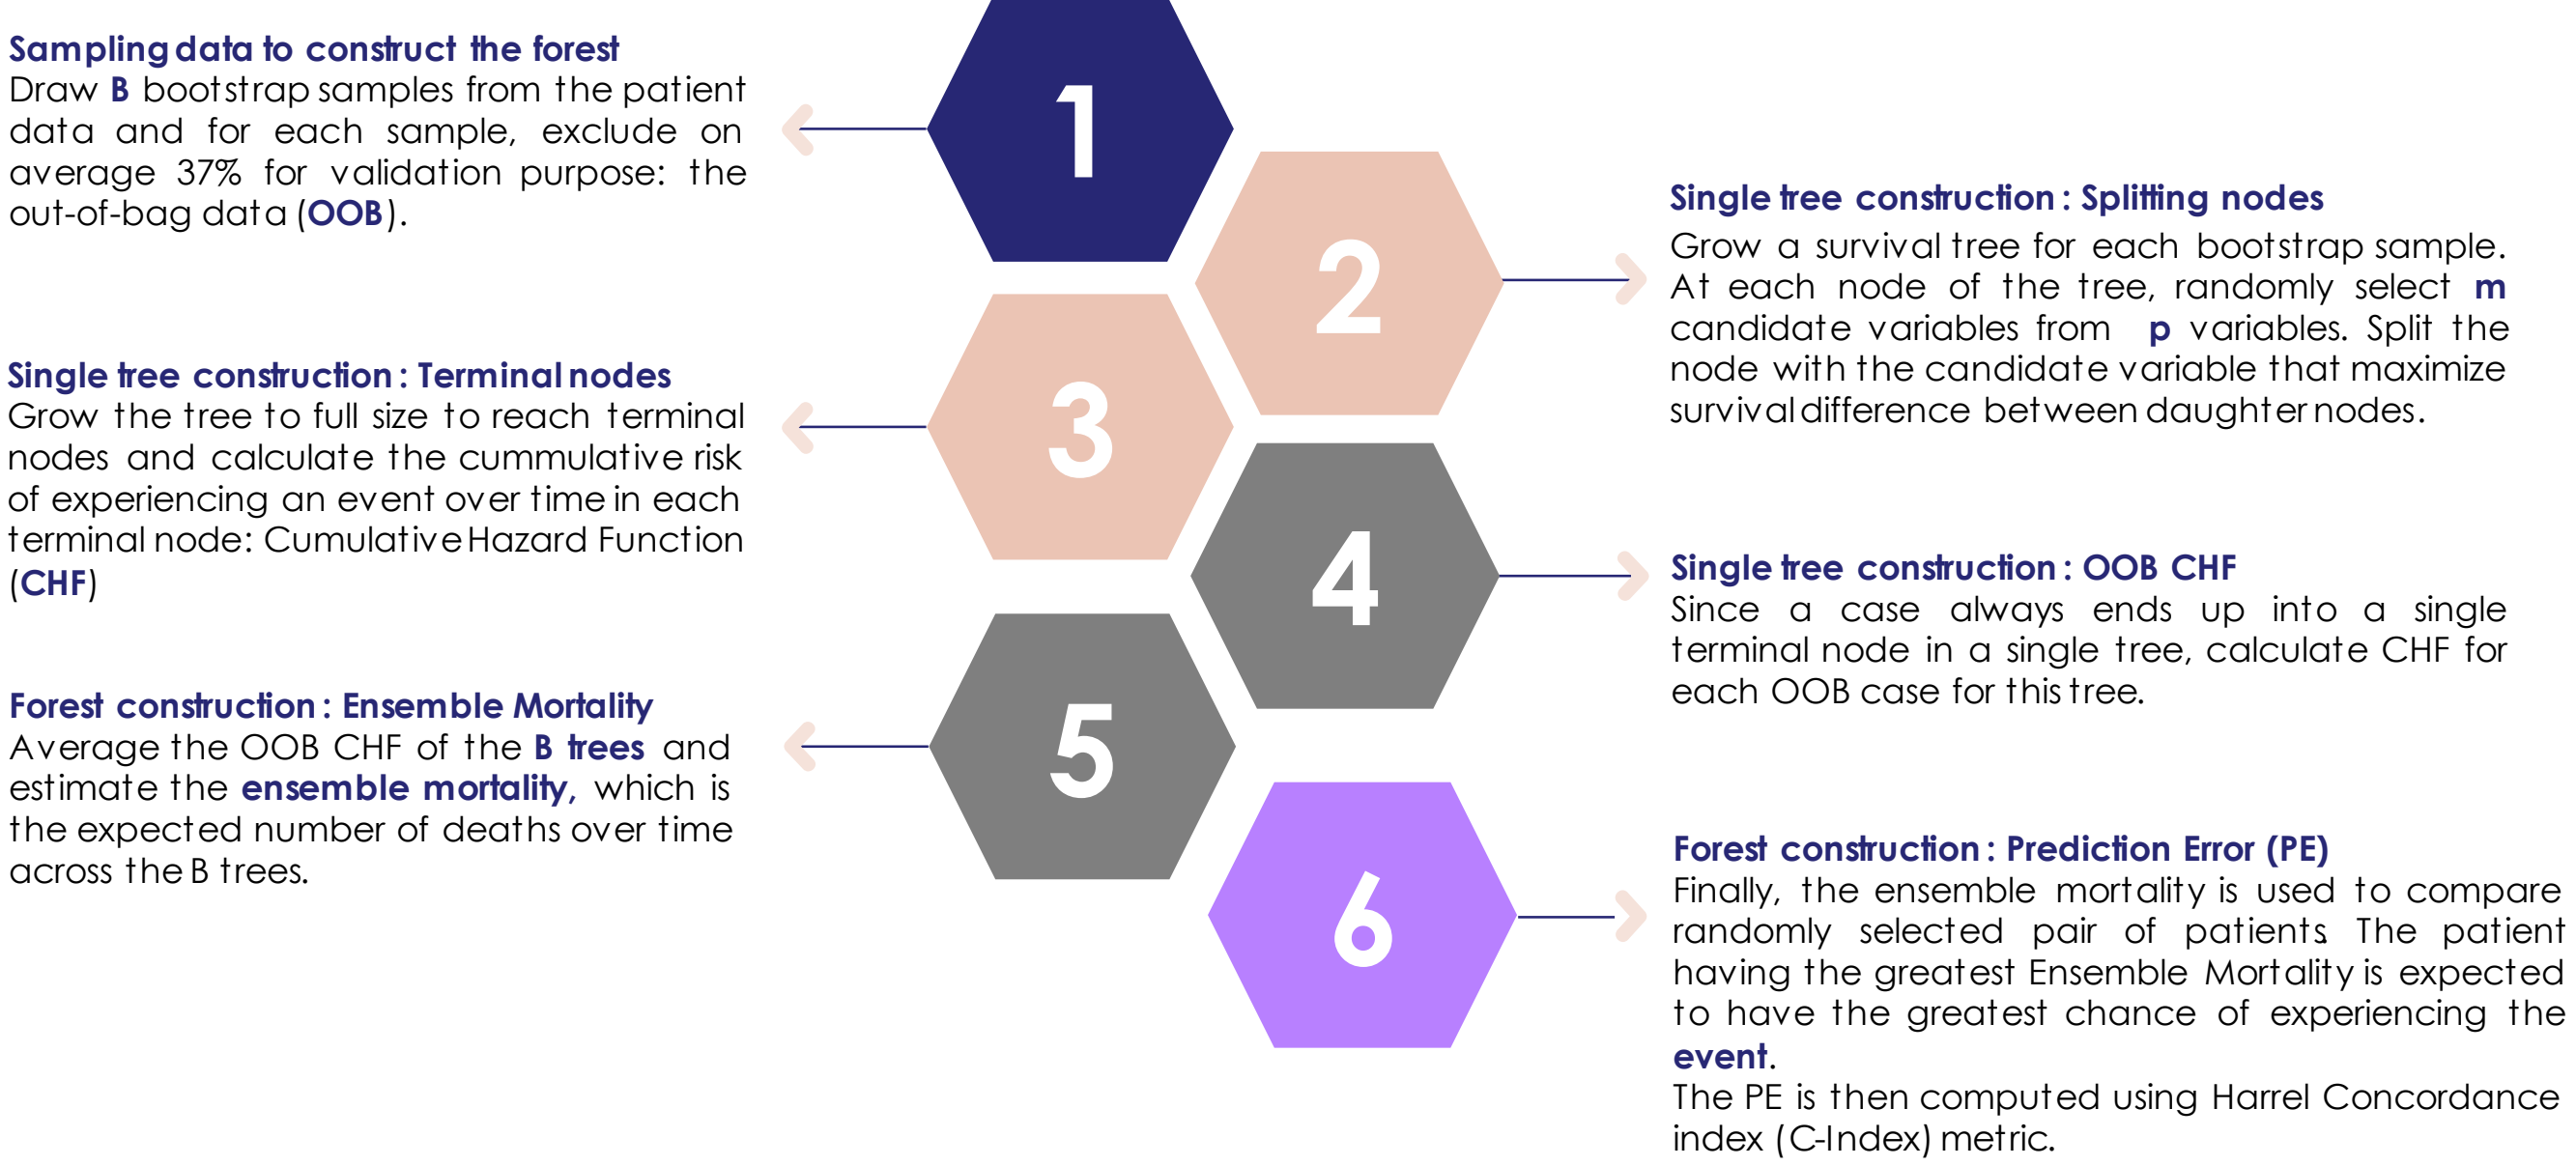 1
Sampling data to construct the forest
Draw B bootstrap samples from the patient
data and for each sample, exclude on
average 37% for validation purpose: the
out-of-bag data (OOB).
2
Single tree construction : Splitting nodes
Grow a survival tree for each bootstrap sample.
At each node of the tree, randomly select m
candidate variables from p variables. Split the
node with the candidate variable that maximize
survival difference between daughter nodes.
3
Single tree construction : Terminal nodes
Grow the tree to full size to reach terminal
nodes and calculate the cummulative risk
of experiencing an event over time in each
terminal node: Cumulative Hazard Function
(CHF)
4
Single tree construction : OOB CHF
Since a case always ends up into a single
terminal node in a single tree, calculate CHF for
each OOB case for this tree.
5
Forest construction : Ensemble Mortality
Average the OOB CHF of the B trees and
estimate the ensemble mortality, which is
the expected number of deaths over time
across the B trees.
6
Forest construction : Prediction Error (PE)
Finally, the ensemble mortality is used to compare
randomly selected pair of patients. The patient
having the greatest Ensemble Mortality is expected
to have the greatest chance of experiencing the
event.
The PE is then computed using Harrel Concordance
index (C-Index) metric.